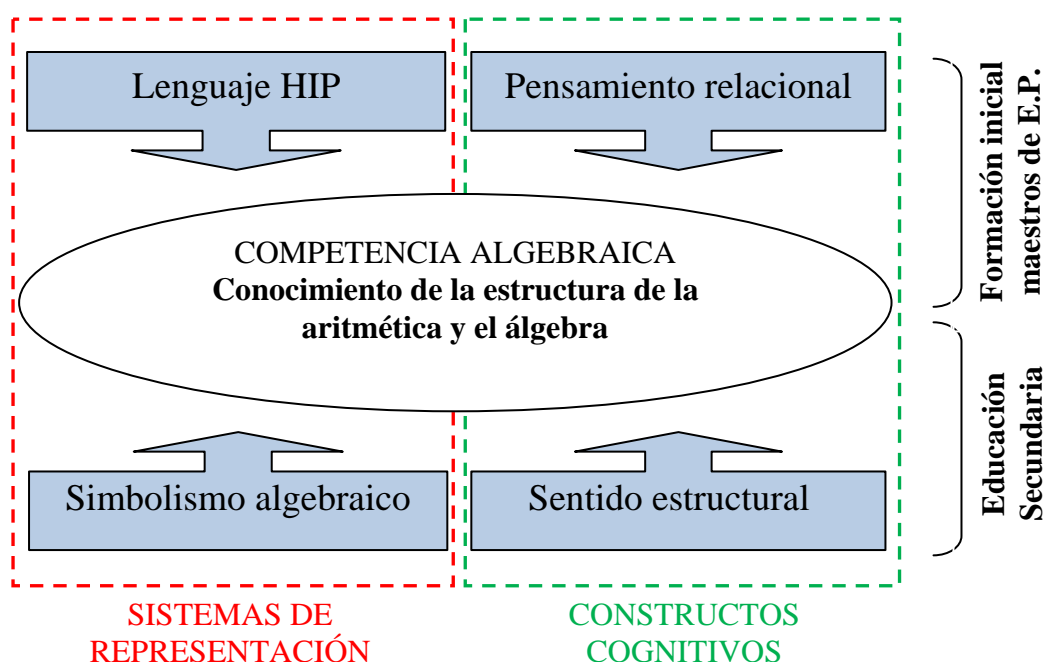 Lenguaje HIP
Pensamiento relacional
Formación inicial
maestros de E.P.
COMPETENCIA ALGEBRAICA
Conocimiento de la estructura de la
aritmética y el álgebra
Simbolismo algebraico
Sentido estructural
Educación
Secundaria
SISTEMAS DE
REPRESENTACIÓN
CONSTRUCTOS
COGNITIVOS